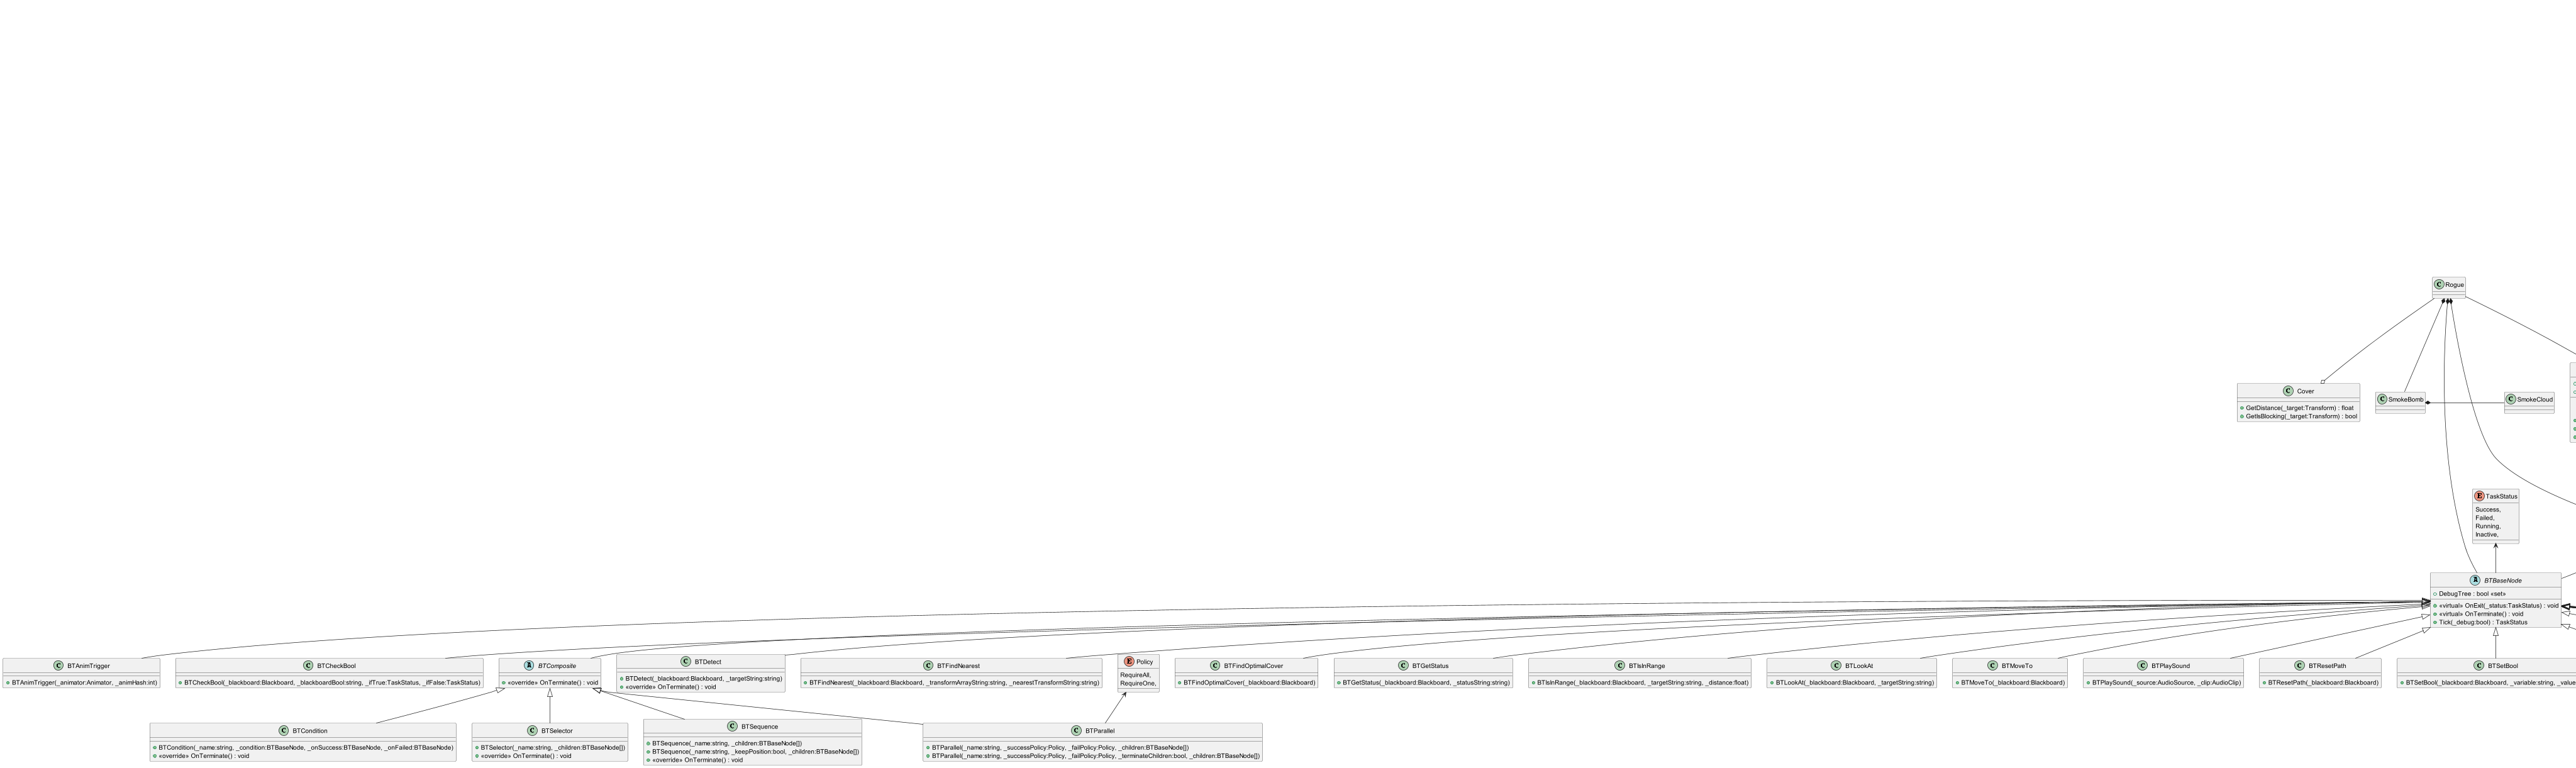 C Rogue
C Cover
GetDistance(_target:Transform) : float
GetIsBlocking(_target:Transform) : bool
C SmokeBomb
C SmokeCloud
E TaskStatus
Success,
Failed,
Running,
Inactive,
A BTBaseNode
DebugTree : bool «set»
«virtual» OnExit(_status:TaskStatus) : void
«virtual» OnTerminate() : void
Tick(_debug:bool) : TaskStatus
C BTAnimTrigger
BTAnimTrigger(_animator:Animator, _animHash:int)
C BTCheckBool
BTCheckBool(_blackboard:Blackboard, _blackboardBool:string, _ifTrue:TaskStatus, _ifFalse:TaskStatus)
A BTComposite
«override» OnTerminate() : void
C BTDetect
BTDetect(_blackboard:Blackboard, _targetString:string)
«override» OnTerminate() : void
C BTFindNearest
BTFindNearest(_blackboard:Blackboard, _transformArrayString:string, _nearestTransformString:string)
E Policy
RequireAll,
RequireOne,
C BTFindOptimalCover
BTFindOptimalCover(_blackboard:Blackboard)
C BTGetStatus
BTGetStatus(_blackboard:Blackboard, _statusString:string)
C BTIsInRange
BTIsInRange(_blackboard:Blackboard, _targetString:string, _distance:float)
C BTLookAt
BTLookAt(_blackboard:Blackboard, _targetString:string)
C BTMoveTo
BTMoveTo(_blackboard:Blackboard)
C BTPlaySound
BTPlaySound(_source:AudioSource, _clip:AudioClip)
C BTResetPath
BTResetPath(_blackboard:Blackboard)
C BTSetBool
BTSetBool(_blackboard:Blackboard, _variable:string, _value
C BTCondition
BTCondition(_name:string, _condition:BTBaseNode, _onSuccess:BTBaseNode, _onFailed:BTBaseNode)
«override» OnTerminate() : void
C BTSelector
BTSelector(_name:string, _children:BTBaseNode[])
«override» OnTerminate() : void
C BTSequence
BTSequence(_name:string, _children:BTBaseNode[])
BTSequence(_name:string, _keepPosition:bool, _children:BTBaseNode[])
«override» OnTerminate() : void
C BTParallel
BTParallel(_name:string, _successPolicy:Policy, _failPolicy:Policy, _children:BTBaseNode[])
BTParallel(_name:string, _successPolicy:Policy, _failPolicy:Policy, _terminateChildren:bool, _children:BTBaseNode[])